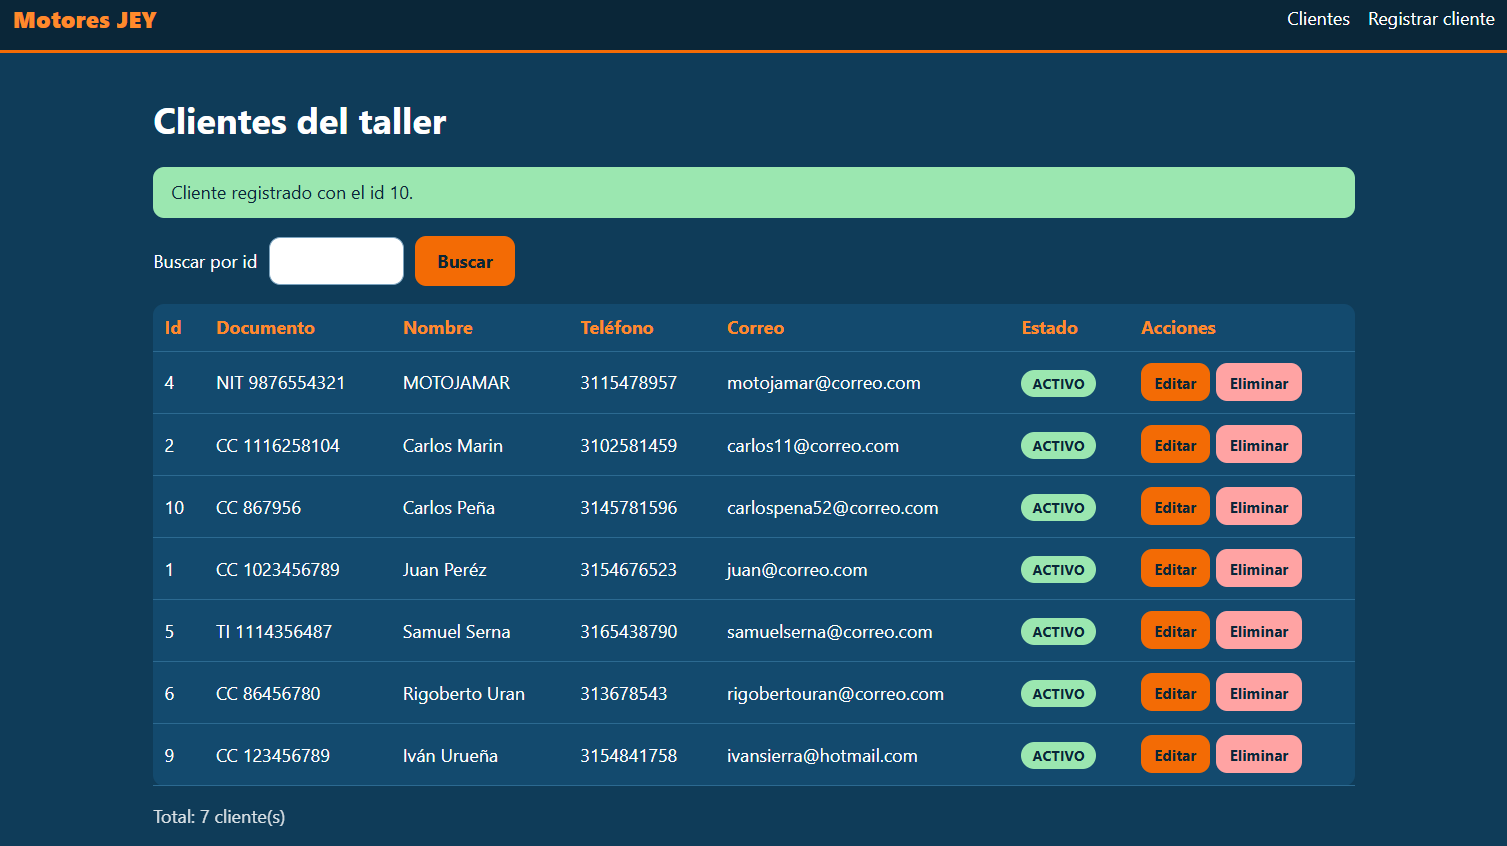 Motores JEY Clientes Registrar cliente
Clientes del taller
Cliente registrado con el id 10.
Buscar por id Buscar
Id Documento Nombre Teléfono Correo Estado Acciones
4 NIT 9876554321 MOTOJAMAR 3115478957 motojamar@correo.com ACTIVO Editar Eliminar
2 CC 1116258104 Carlos Marin 3102581459 carlos11@correo.com ACTIVO Editar Eliminar
10 CC 867956 Carlos Peña 3145781596 carlospena52@correo.com ACTIVO Editar Eliminar
1 CC 1023456789 Juan Peréz 3154676523 juan@correo.com ACTIVO Editar Eliminar
5 TI 1114356487 Samuel Serna 3165438790 samuelserna@correo.com ACTIVO Editar Eliminar
6 CC 86456780 Rigoberto Uran 313678543 rigobertouran@correo.com ACTIVO Editar Eliminar
9 CC 123456789 Iván Urueña 3154841758 ivansierra@hotmail.com ACTIVO Editar Eliminar
Total: 7 cliente(s)